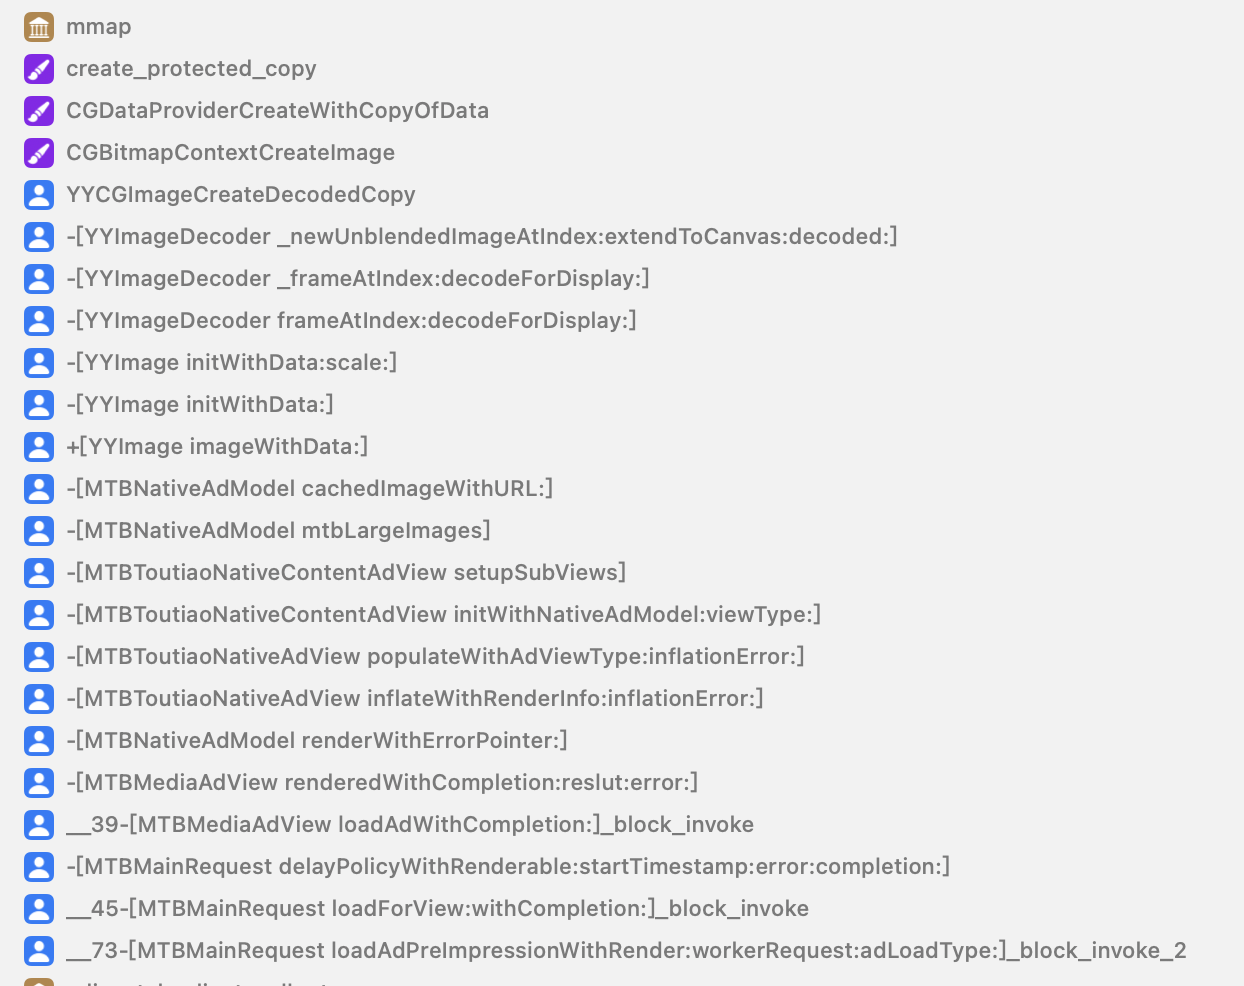 mmap
create_protected_copy
CGDataProviderCreateWithCopyOfData
CGBitmapContextCreateImage
YYCGImageCreateDecodedCopy
-[YYImageDecoder _newUnblendedImageAtIndex:extendToCanvas:decoded:]
-[YYImageDecoder _frameAtIndex:decodeForDisplay:]
-[YYImageDecoder frameAtIndex:decodeForDisplay:]
-[YYImage initWithData:scale:]
-[YYImage initWithData:]
+[YYImage imageWithData:]
-[MTBNativeAdModel cachedImageWithURL:]
-[MTBNativeAdModel mtbLargeImages]
-[MTBToutiaoNativeContentAdView setupSubViews]
-[MTBToutiaoNativeContentAdView initWithNativeAdModel:viewType:]
-[MTBToutiaoNativeAdView populateWithAdViewType:inflationError:]
-[MTBToutiaoNativeAdView inflateWithRenderInfo:inflationError:]
-[MTBNativeAdModel renderWithErrorPointer:]
-[MTBMediaAdView renderedWithCompletion:reslut:error:]
__39-[MTBMediaAdView loadAdWithCompletion:]_block_invoke
-[MTBMainRequest delayPolicyWithRenderable:startTimestamp:error:completion:]
__45-[MTBMainRequest loadForView:withCompletion:]_block_invoke
__73-[MTBMainRequest loadAdPreImpressionWithRender:workerRequest:adLoadType:]_block_invoke_2